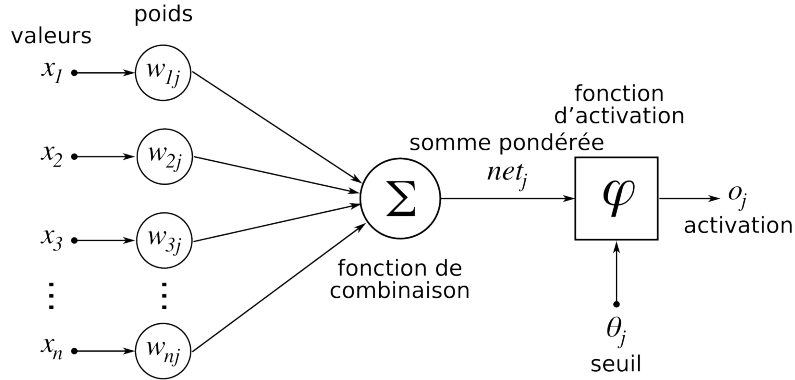 poids
valeurs
x1 w1j
x2 w2j
x3 w3j
⋮ ⋮
xn wnj
Σ
fonction de
combinaison
somme pondérée
netj
fonction
d'activation
φ
oj
activation
θj
seuil